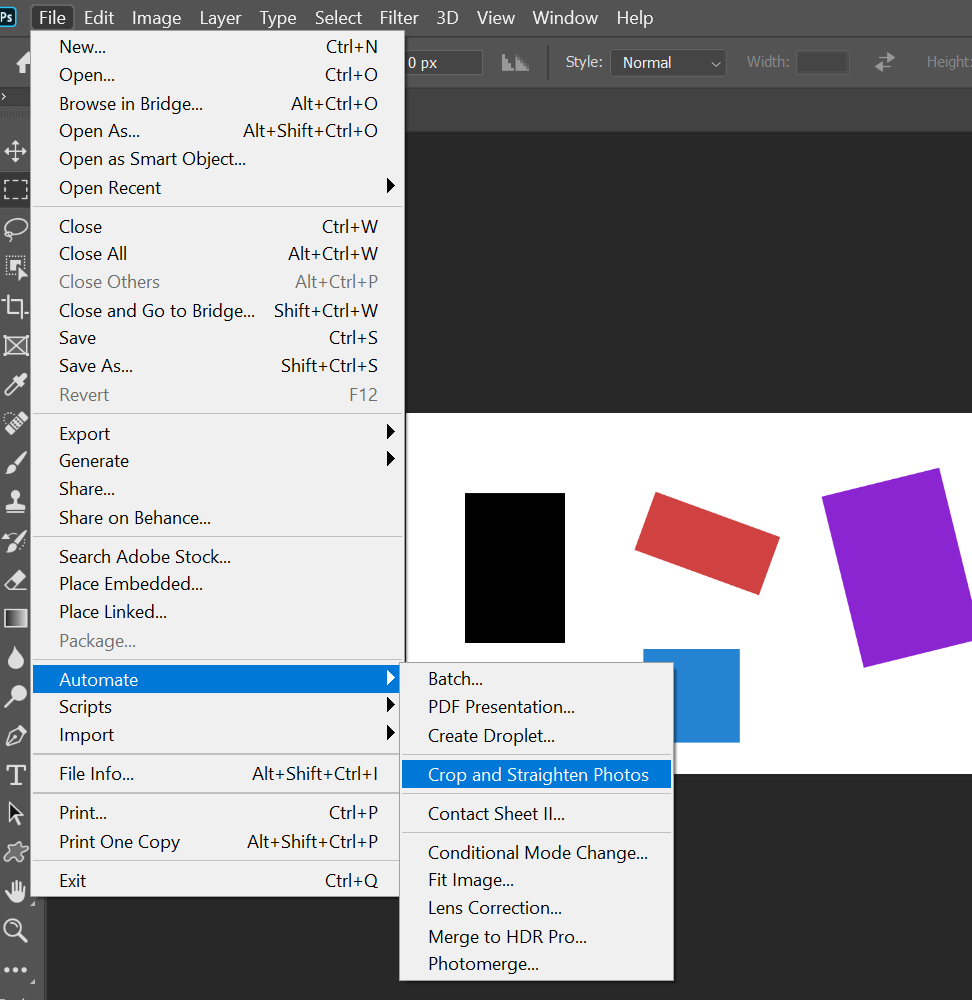 Ps File Edit Image Layer Type Select Filter 3D View Window Help
0 px Style: Normal Width: Height:
New... Ctrl+N
Open... Ctrl+O
Browse in Bridge... Alt+Ctrl+O
Open As... Alt+Shift+Ctrl+O
Open as Smart Object...
Open Recent
Close Ctrl+W
Close All Alt+Ctrl+W
Close Others Alt+Ctrl+P
Close and Go to Bridge... Shift+Ctrl+W
Save Ctrl+S
Save As... Shift+Ctrl+S
Revert F12
Export
Generate
Share...
Share on Behance...
Search Adobe Stock...
Place Embedded...
Place Linked...
Package...
Automate
Scripts
Import
File Info... Alt+Shift+Ctrl+I
Print... Ctrl+P
Print One Copy Alt+Shift+Ctrl+P
Exit Ctrl+Q
Batch...
PDF Presentation...
Create Droplet...
Crop and Straighten Photos
Contact Sheet II...
Conditional Mode Change...
Fit Image...
Lens Correction...
Merge to HDR Pro...
Photomerge...